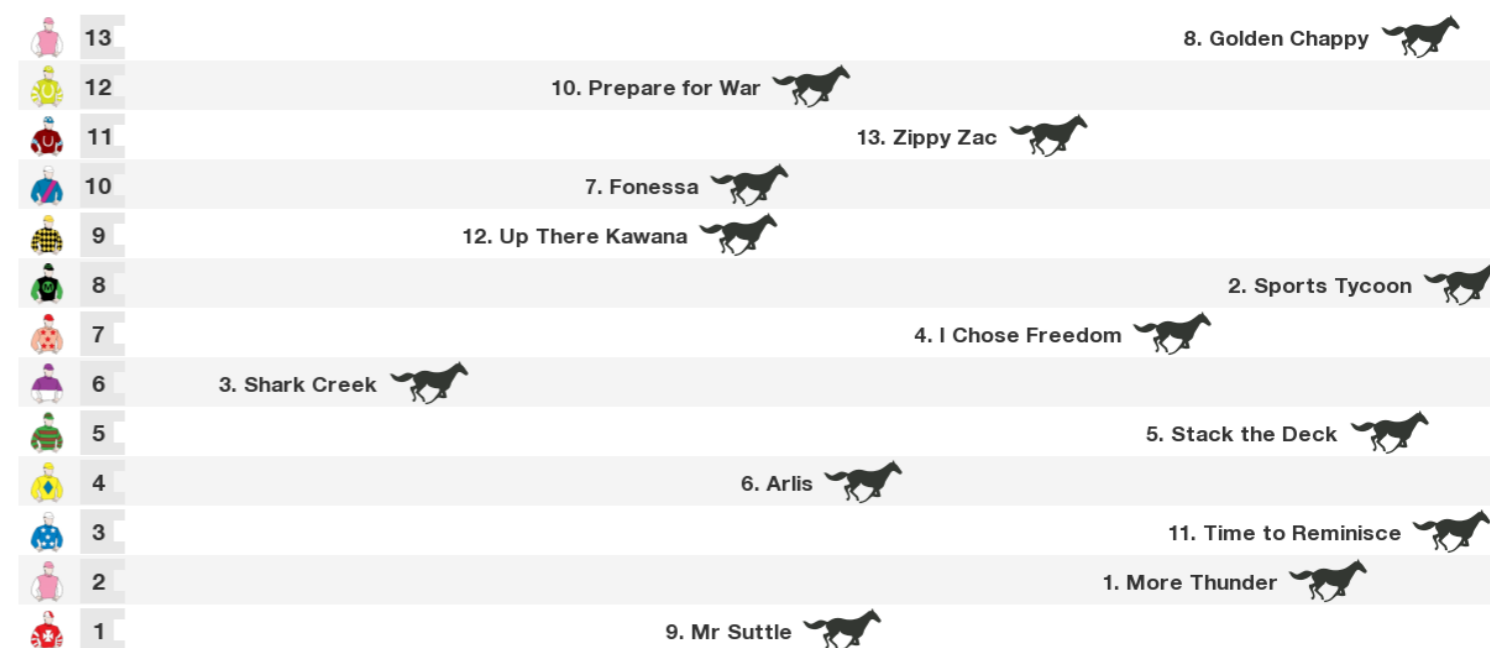 13 8. Golden Chappy
12 10. Prepare for War
11 13. Zippy Zac
10 7. Fonessa
9 12. Up There Kawana
8 2. Sports Tycoon
7 4. I Chose Freedom
6 3. Shark Creek
5 5. Stack the Deck
4 6. Arlis
3 11. Time to Reminisce
2 1. More Thunder
1 9. Mr Suttle